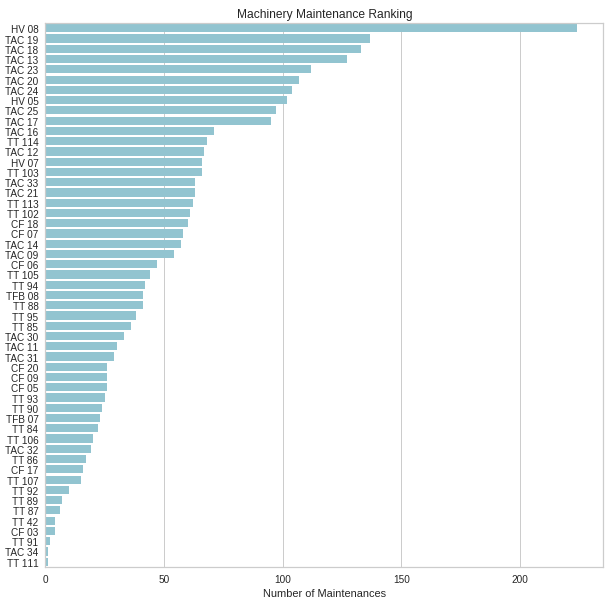 Machinery Maintenance Ranking
HV 08
TAC 19
TAC 18
TAC 13
TAC 23
TAC 20
TAC 24
HV 05
TAC 25
TAC 17
TAC 16
TT 114
TAC 12
HV 07
TT 103
TAC 33
TAC 21
TT 113
TT 102
CF 18
CF 07
TAC 14
TAC 09
CF 06
TT 105
TT 94
TFB 08
TT 88
TT 95
TT 85
TAC 30
TAC 11
TAC 31
CF 20
CF 09
CF 05
TT 93
TT 90
TFB 07
TT 84
TT 106
TAC 32
TT 86
CF 17
TT 107
TT 92
TT 89
TT 87
TT 42
CF 03
TT 91
TAC 34
TT 111
0 50 100 150 200
Number of Maintenances